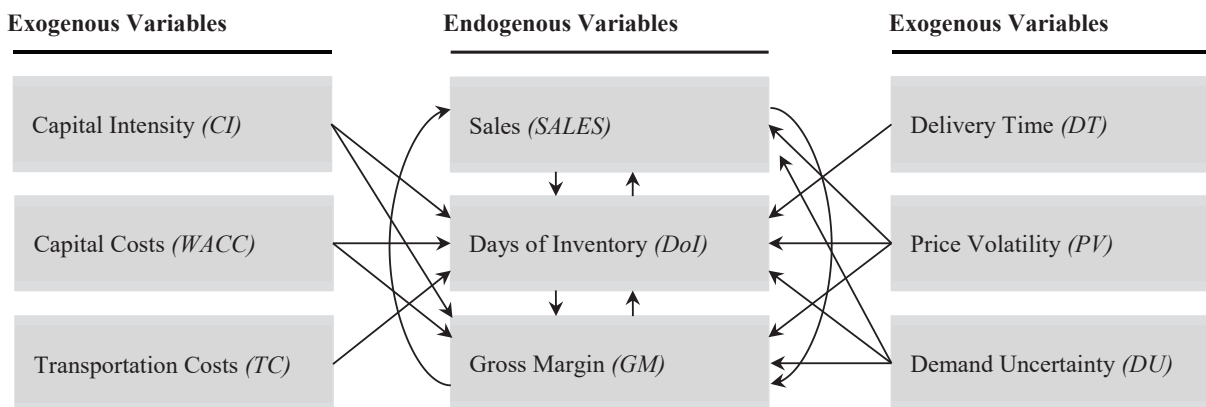 Exogenous Variables
Endogenous Variables
Exogenous Variables
Capital Intensity (CI)
Sales (SALES)
Delivery Time (DT)
Capital Costs (WACC)
Days of Inventory (DoI)
Price Volatility (PV)
Transportation Costs (TC)
Gross Margin (GM)
Demand Uncertainty (DU)